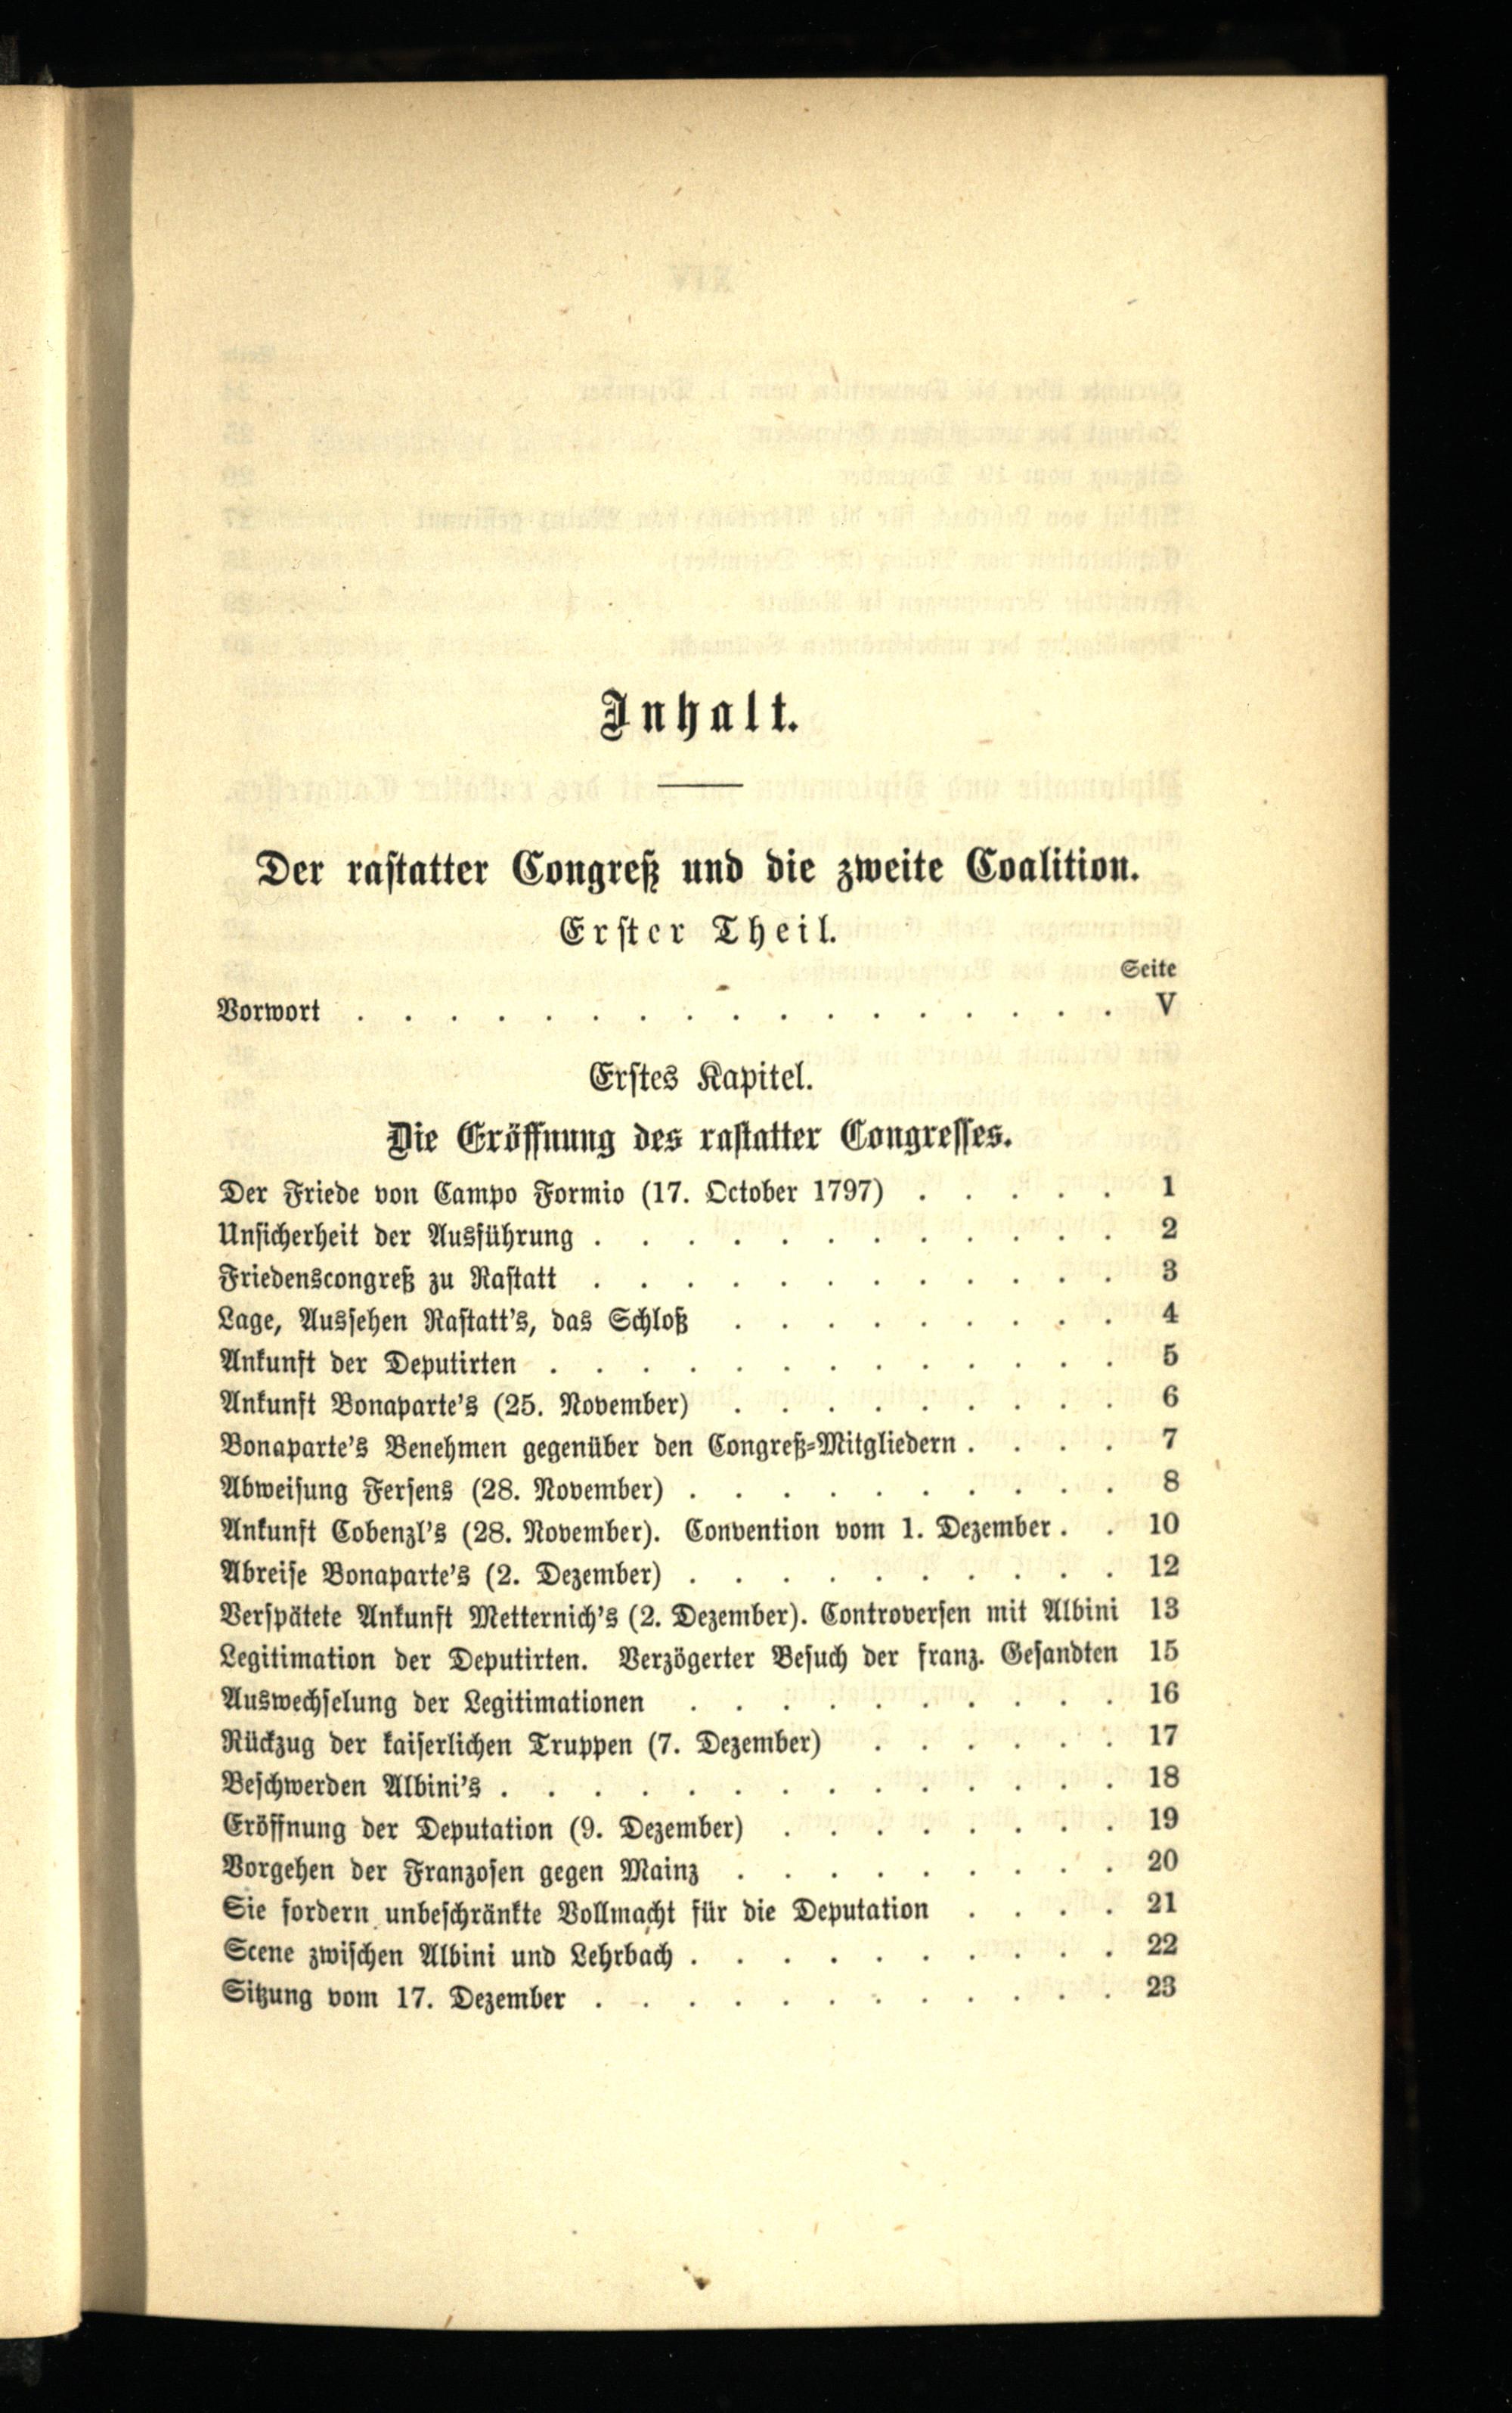 Inhalt.
Der rastatter Congreß und die zweite Coalition.
Erster Theil.
Seite
Vorwort . . . . . . . . . . . . . . . . . V
Erstes Kapitel.
Die Eröffnung des rastatter Congresses.
Der Friede von Campo Formio (17. October 1797) . . . . . 1
Unsicherheit der Ausführung . . . . . . . . . . . . 2
Friedenscongreß zu Rastatt . . . . . . . . . . . . 3
Lage, Aussehen Rastatt's, das Schloß . . . . . . . . . 4
Ankunft der Deputirten . . . . . . . . . . . . . 5
Ankunft Bonaparte's (25. November) . . . . . . . . . 6
Bonaparte's Benehmen gegenüber den Congreß-Mitgliedern . . . . 7
Abweisung Fersens (28. November) . . . . . . . . . . 8
Ankunft Cobenzl's (28. November). Convention vom 1. Dezember . . 10
Abreise Bonaparte's (2. Dezember) . . . . . . . . . . 12
Verspätete Ankunft Metternich's (2. Dezember). Controversen mit Albini 13
Legitimation der Deputirten. Verzögerter Besuch der franz. Gesandten 15
Auswechselung der Legitimationen . . . . . . . . . . 16
Rückzug der kaiserlichen Truppen (7. Dezember) . . . . . . 17
Beschwerden Albini's . . . . . . . . . . . . . . 18
Eröffnung der Deputation (9. Dezember) . . . . . . . . 19
Vorgehen der Franzosen gegen Mainz . . . . . . . . . 20
Sie fordern unbeschränkte Vollmacht für die Deputation . . . . 21
Scene zwischen Albini und Lehrbach . . . . . . . . . . 22
Sitzung vom 17. Dezember . . . . . . . . . . . . 23